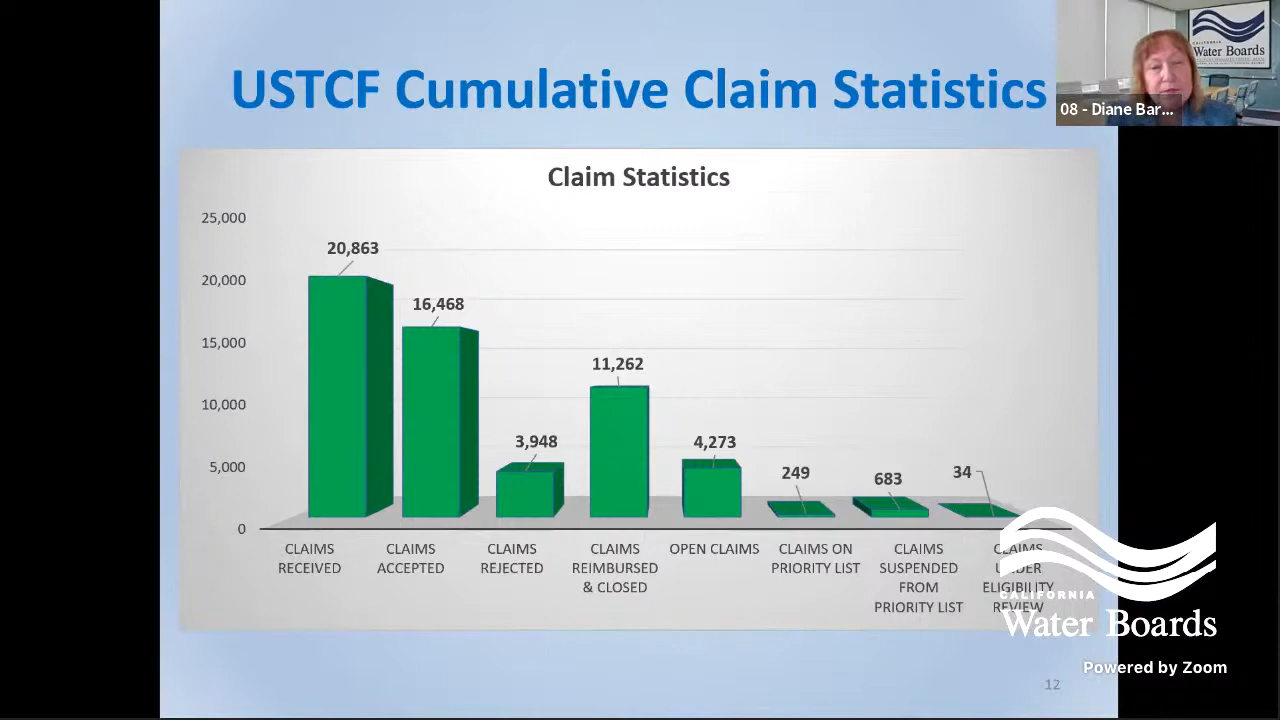 USTCF Cumulative Claim Statistics
CALIFORNIA
Water Boards
08 - Diane Bar...
Claim Statistics
25,000
20,000
15,000
10,000
5,000
0
20,863
16,468
3,948
11,262
4,273
249
683
34
CLAIMS
RECEIVED
CLAIMS
ACCEPTED
CLAIMS
REJECTED
CLAIMS
REIMBURSED
& CLOSED
OPEN CLAIMS
CLAIMS ON
PRIORITY LIST
CLAIMS
SUSPENDED
FROM
PRIORITY LIST
CLAIMS
UNDER
ELIGIBILITY
REVIEW
CALIFORNIA
Water Boards
Powered by Zoom
12